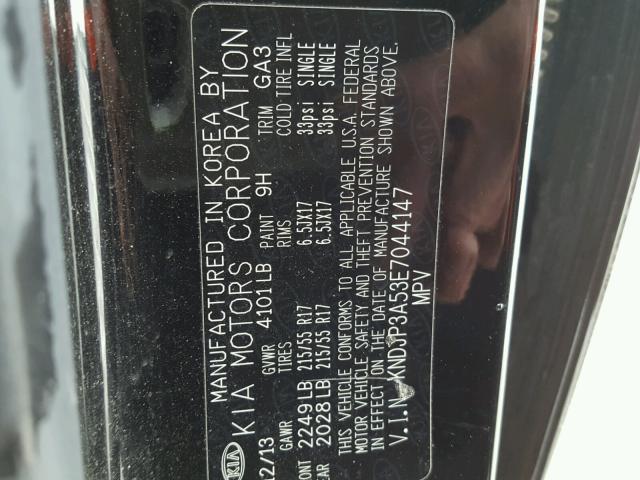 KIA MANUFACTURED IN KOREA BY
KIA MOTORS CORPORATION
12/13 GVWR 4101LB PAINT 9H TRIM GA3
GAWR TIRES RIMS COLD TIRE INFL
ONT 2249LB 215/55 R17 6.5JX17 33psi SINGLE
EAR 2028LB 215/55 R17 6.5JX17 33psi SINGLE
THIS VEHICLE CONFORMS TO ALL APPLICABLE U.S.A. FEDERAL
MOTOR VEHICLE SAFETY AND THEFT PREVENTION STANDARDS
IN EFFECT ON THE DATE OF MANUFACTURE SHOWN ABOVE.
V.I.N. KNDJP3A53E7044147
MPV